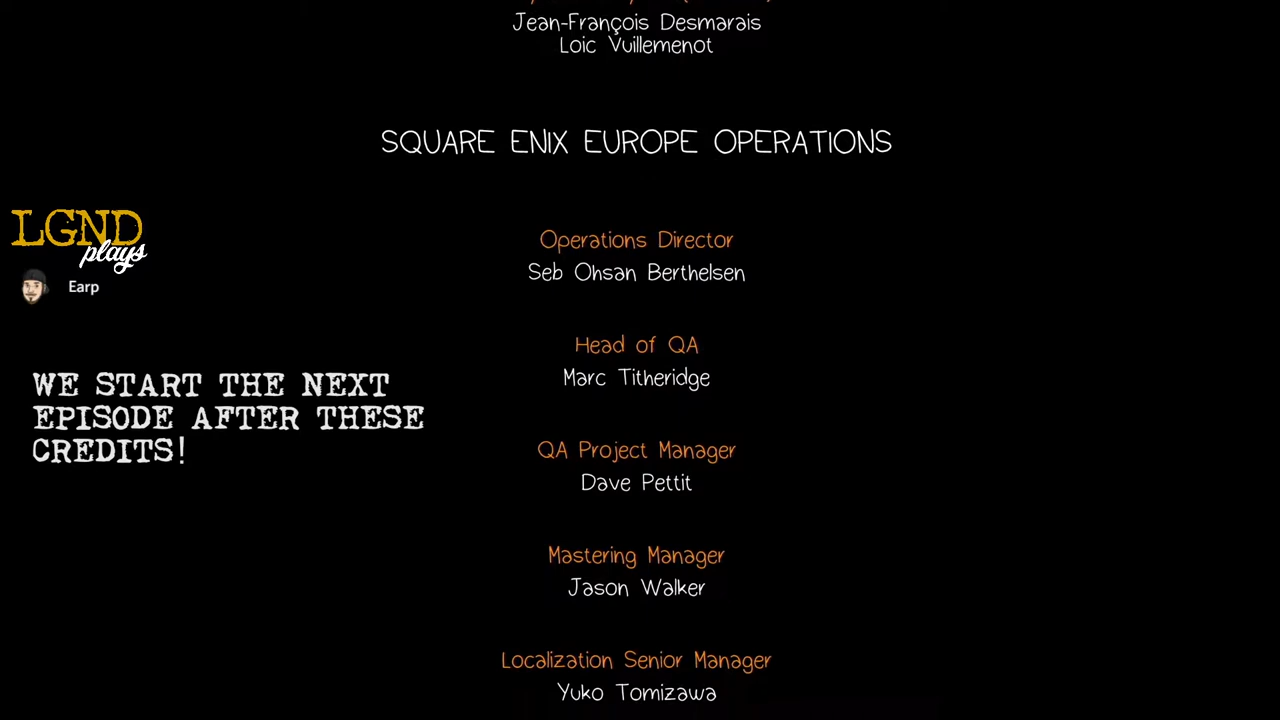 Jean-François Desmarais
Loic Vuillemenot
SQUARE ENIX EUROPE OPERATIONS
Operations Director
Seb Ohsan Berthelsen
Head of QA
Marc Titheridge
QA Project Manager
Dave Pettit
Mastering Manager
Jason Walker
Localization Senior Manager
Yuko Tomizawa
LGND
plays
Earp
WE START THE NEXT
EPISODE AFTER THESE
CREDITS!